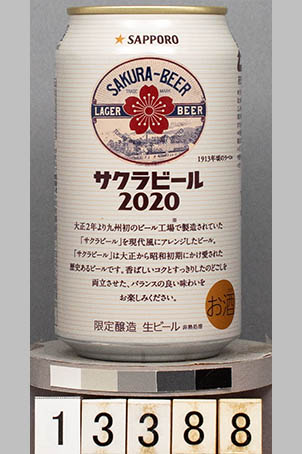 ★ SAPPORO
SAKURA-BEER
TRADE MARK
LAGER BEER
1913年頃のラベル
サクラビール
2020
大正2年より九州初のビール工場※で製造されていた
「サクラビール」を現代風にアレンジしたビール。
「サクラビール」は大正から昭和初期にかけ愛された
歴史あるビールです。香ばしいコクとすっきりしたのどごしを
両立させた、バランスの良い味わいを
お楽しみください。
お酒
限定醸造 生ビール 非熱処理
13388